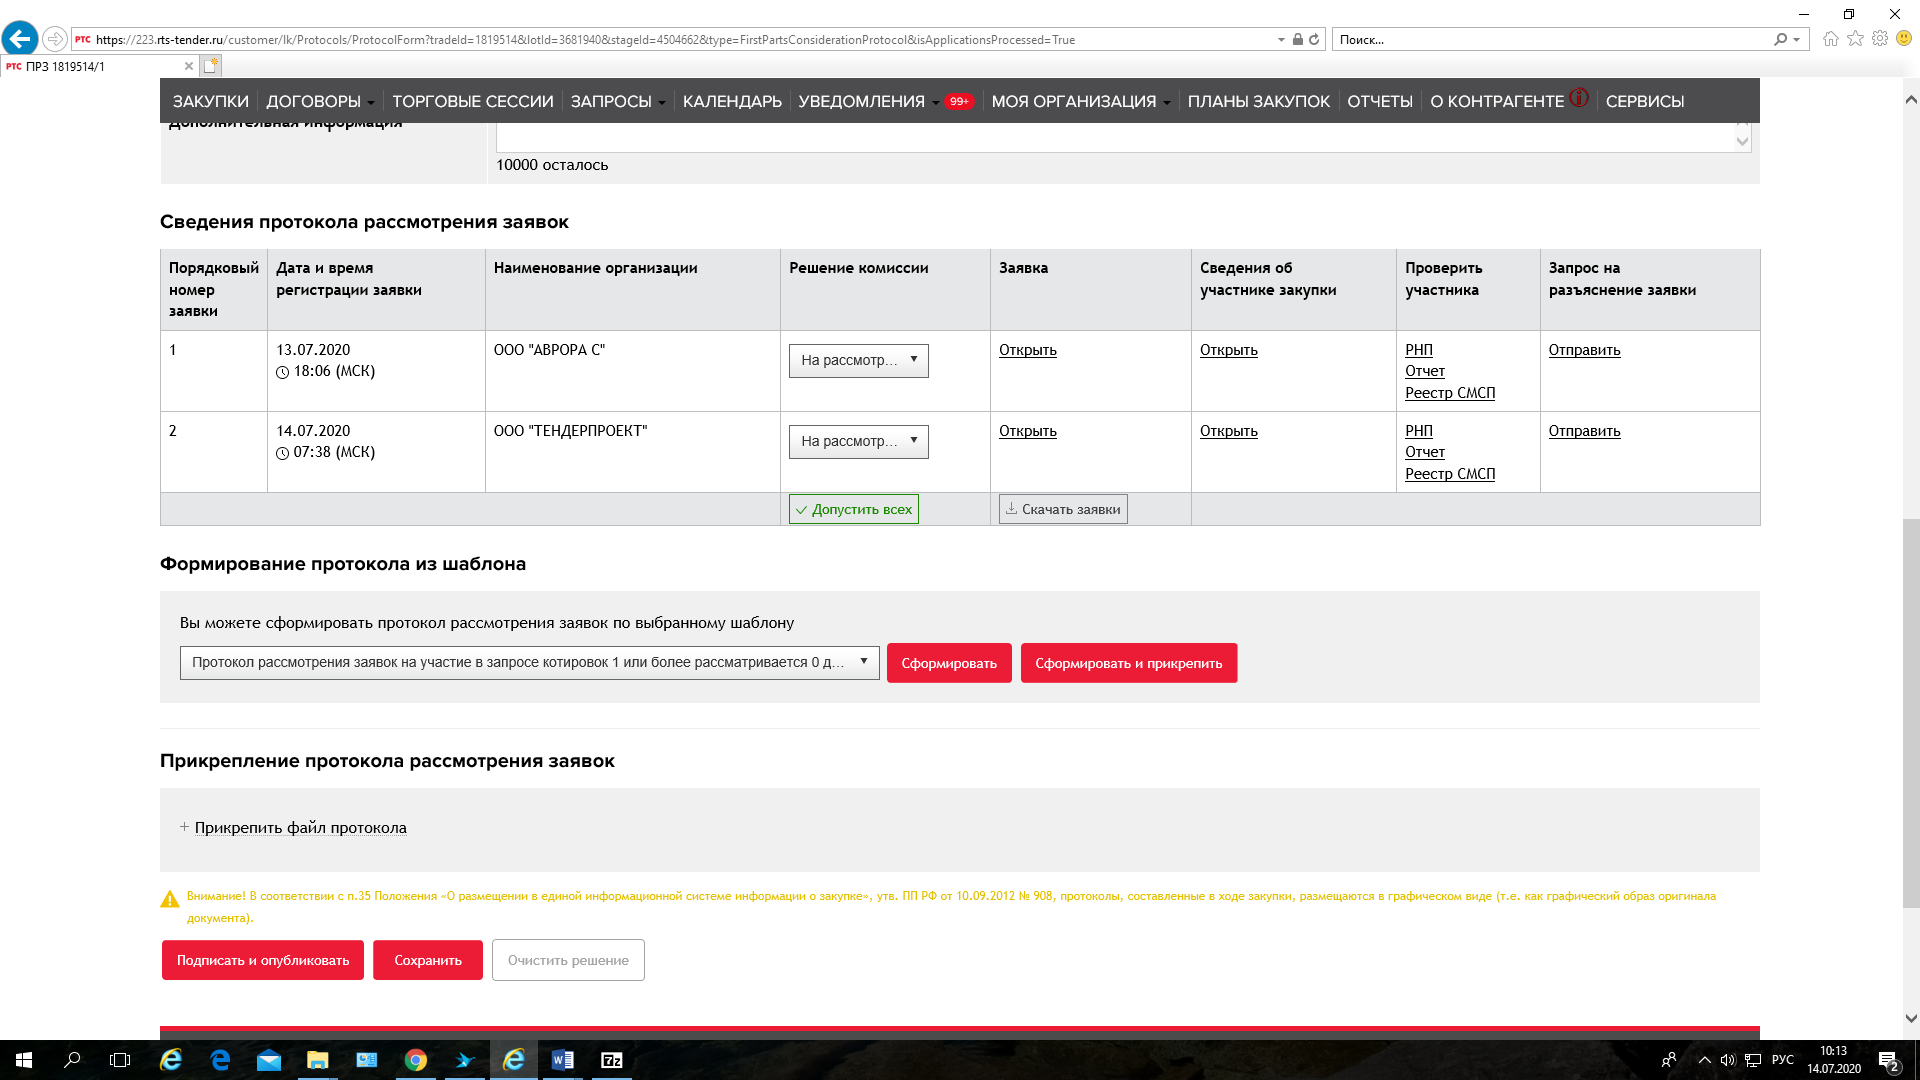 https://223.rts-tender.ru/customer/lk/Protocols/ProtocolForm?tradeId=1819514&lotId=3681940&stageId=4504662&type=FirstPartsConsiderationProtocol&isApplicationsProcessed=True
Поиск...
РТС ПРЗ 1819514/1
ЗАКУПКИ ДОГОВОРЫ ТОРГОВЫЕ СЕССИИ ЗАПРОСЫ КАЛЕНДАРЬ УВЕДОМЛЕНИЯ 99+ МОЯ ОРГАНИЗАЦИЯ ПЛАНЫ ЗАКУПОК ОТЧЕТЫ О КОНТРАГЕНТЕ СЕРВИСЫ
Дополнительная информация
10000 осталось
Сведения протокола рассмотрения заявок
Порядковый номер заявки
Дата и время регистрации заявки
Наименование организации
Решение комиссии
Заявка
Сведения об участнике закупки
Проверить участника
Запрос на разъяснение заявки
1
13.07.2020
18:06 (МСК)
ООО "АВРОРА С"
На рассмотр...
Открыть
Открыть
РНП
Отчет
Реестр СМСП
Отправить
2
14.07.2020
07:38 (МСК)
ООО "ТЕНДЕРПРОЕКТ"
На рассмотр...
Открыть
Открыть
РНП
Отчет
Реестр СМСП
Отправить
Допустить всех
Скачать заявки
Формирование протокола из шаблона
Вы можете сформировать протокол рассмотрения заявок по выбранному шаблону
Протокол рассмотрения заявок на участие в запросе котировок 1 или более рассматривается 0 д...
Сформировать
Сформировать и прикрепить
Прикрепление протокола рассмотрения заявок
+ Прикрепить файл протокола
Внимание! В соответствии с п.35 Положения «О размещении в единой информационной системе информации о закупке», утв. ПП РФ от 10.09.2012 № 908, протоколы, составленные в ходе закупки, размещаются в графическом виде (т.е. как графический образ оригинала
документа).
Подписать и опубликовать
Сохранить
Очистить решение
РУС
10:13
14.07.2020
2